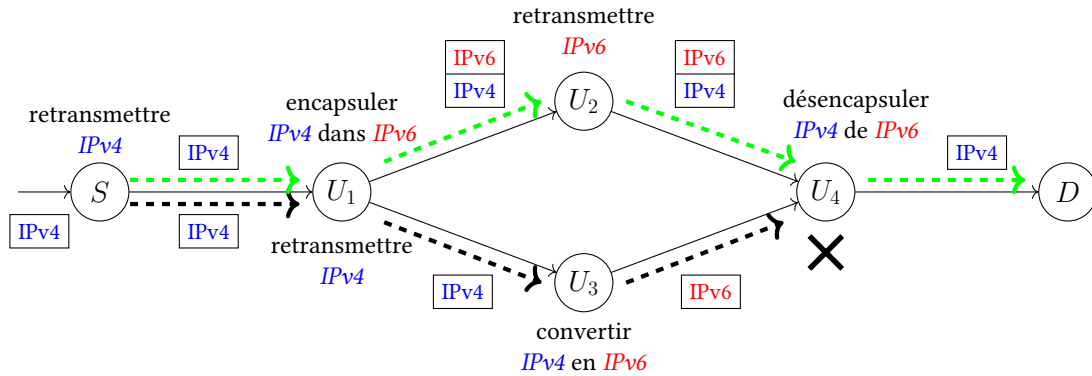 retransmettre
IPv6
IPv6
IPv4
IPv6
IPv4
encapsuler
IPv4 dans IPv6
U2
désencapsuler
IPv4 de IPv6
retransmettre
IPv4
IPv4
IPv4
S
U1
U4
D
IPv4
IPv4
retransmettre
IPv4
IPv4
U3
IPv6
convertir
IPv4 en IPv6